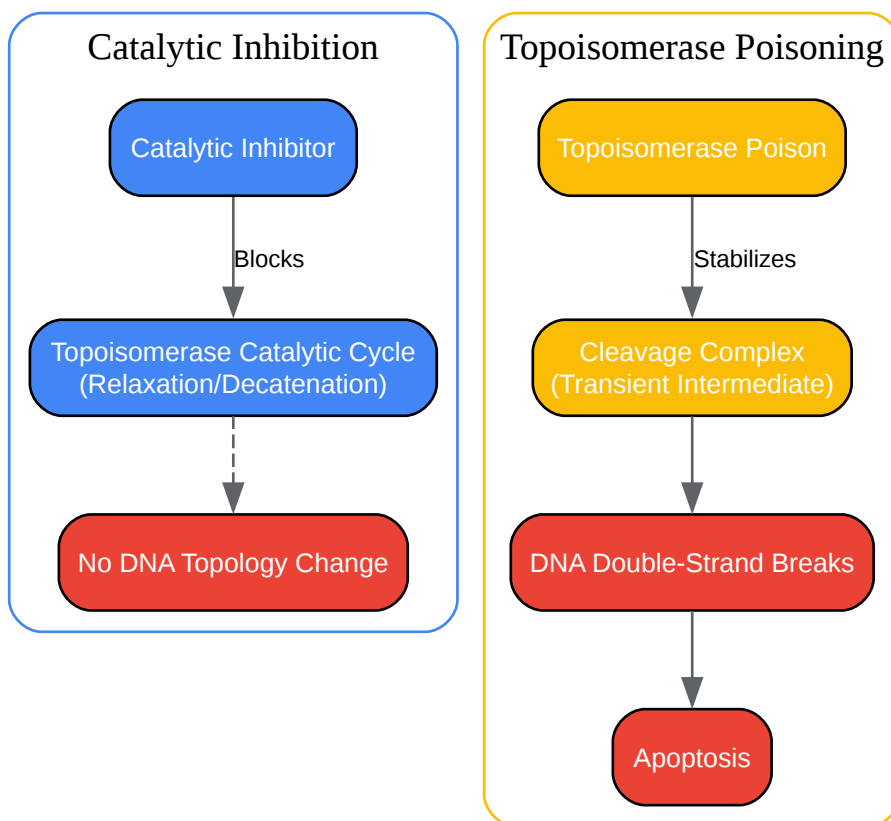 Catalytic Inhibition
Catalytic Inhibitor
Blocks
Topoisomerase Catalytic Cycle
(Relaxation/Decatenation)
No DNA Topology Change
Topoisomerase Poisoning
Topoisomerase Poison
Stabilizes
Cleavage Complex
(Transient Intermediate)
DNA Double-Strand Breaks
Apoptosis